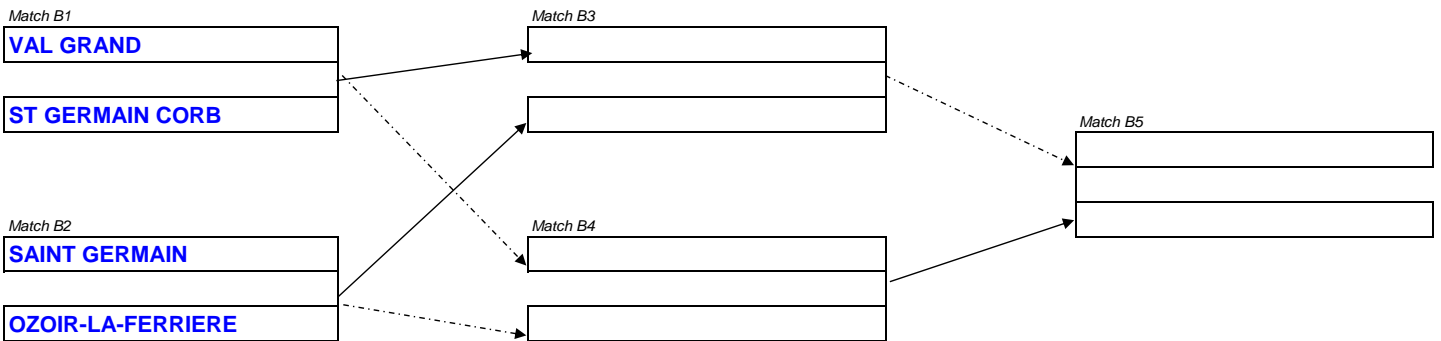 Match B1
VAL GRAND
ST GERMAIN CORB
Match B2
SAINT GERMAIN
OZOIR-LA-FERRIERE
Match B3
Match B4
Match B5